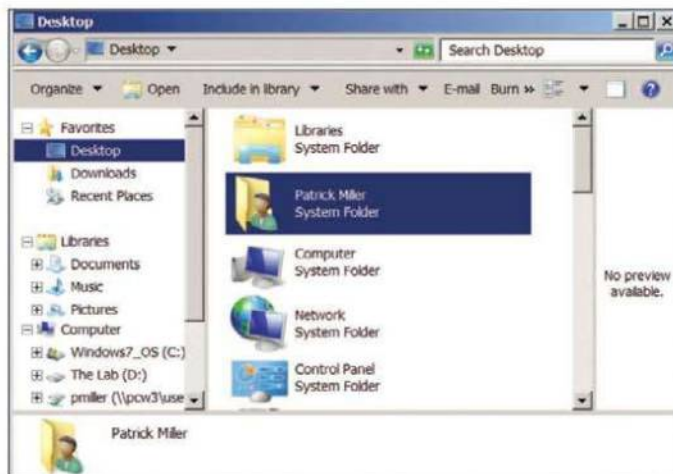 Desktop
Desktop
Search Desktop
Organize
Open
Include in library
Share with
E-mail
Burn »
Favorites
Desktop
Downloads
Recent Places
Libraries
Documents
Music
Pictures
Computer
Windows7_OS (C:)
The Lab (D:)
pmiller (\\pcw3\use
Libraries
System Folder
Patrick Miller
System Folder
Computer
System Folder
Network
System Folder
Control Panel
System Folder
No preview
available.
Patrick Miller